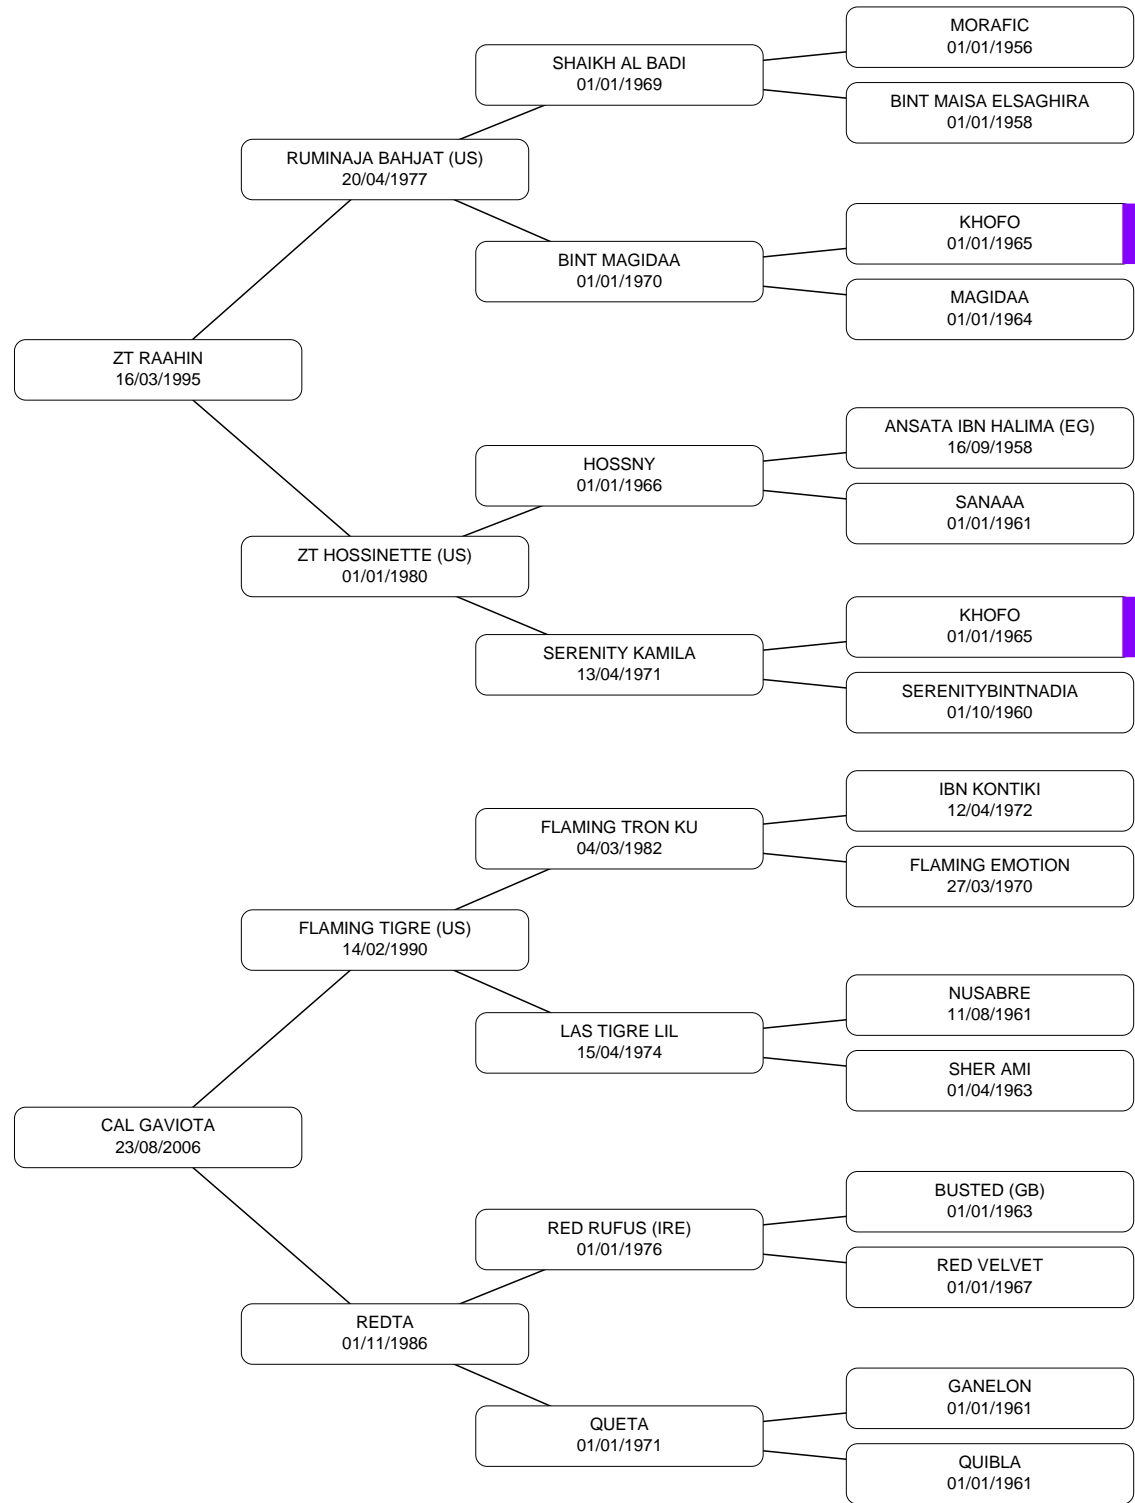 MORAFIC
01/01/1956
SHAIKH AL BADI
01/01/1969
BINT MAISA ELSAGHIRA
01/01/1958
RUMINAJA BAHJAT (US)
20/04/1977
KHOFO
01/01/1965
BINT MAGIDAA
01/01/1970
MAGIDAA
01/01/1964
ZT RAAHIN
16/03/1995
ANSATA IBN HALIMA (EG)
16/09/1958
HOSSNY
01/01/1966
SANAAA
01/01/1961
ZT HOSSINETTE (US)
01/01/1980
KHOFO
01/01/1965
SERENITY KAMILA
13/04/1971
SERENITYBINTNADIA
01/10/1960
IBN KONTIKI
12/04/1972
FLAMING TRON KU
04/03/1982
FLAMING EMOTION
27/03/1970
FLAMING TIGRE (US)
14/02/1990
NUSABRE
11/08/1961
LAS TIGRE LIL
15/04/1974
SHER AMI
01/04/1963
CAL GAVIOTA
23/08/2006
BUSTED (GB)
01/01/1963
RED RUFUS (IRE)
01/01/1976
RED VELVET
01/01/1967
REDTA
01/11/1986
GANELON
01/01/1961
QUETA
01/01/1971
QUIBLA
01/01/1961